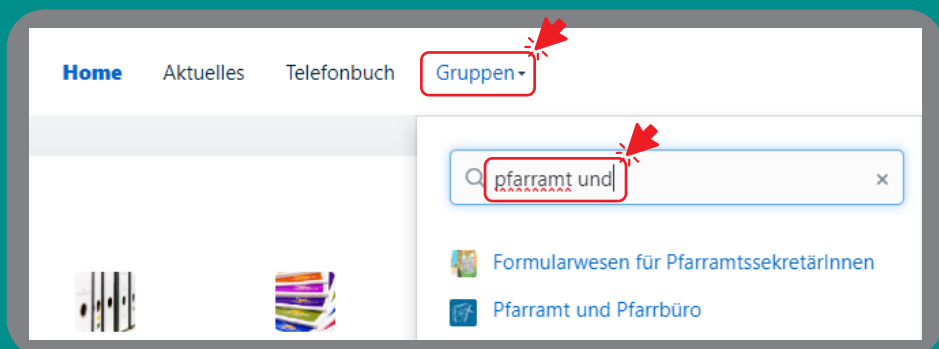 Home Aktuelles Telefonbuch Gruppen
pfarramt und
Formularwesen für PfarramtssekretärInnen
Pfarramt und Pfarrbüro